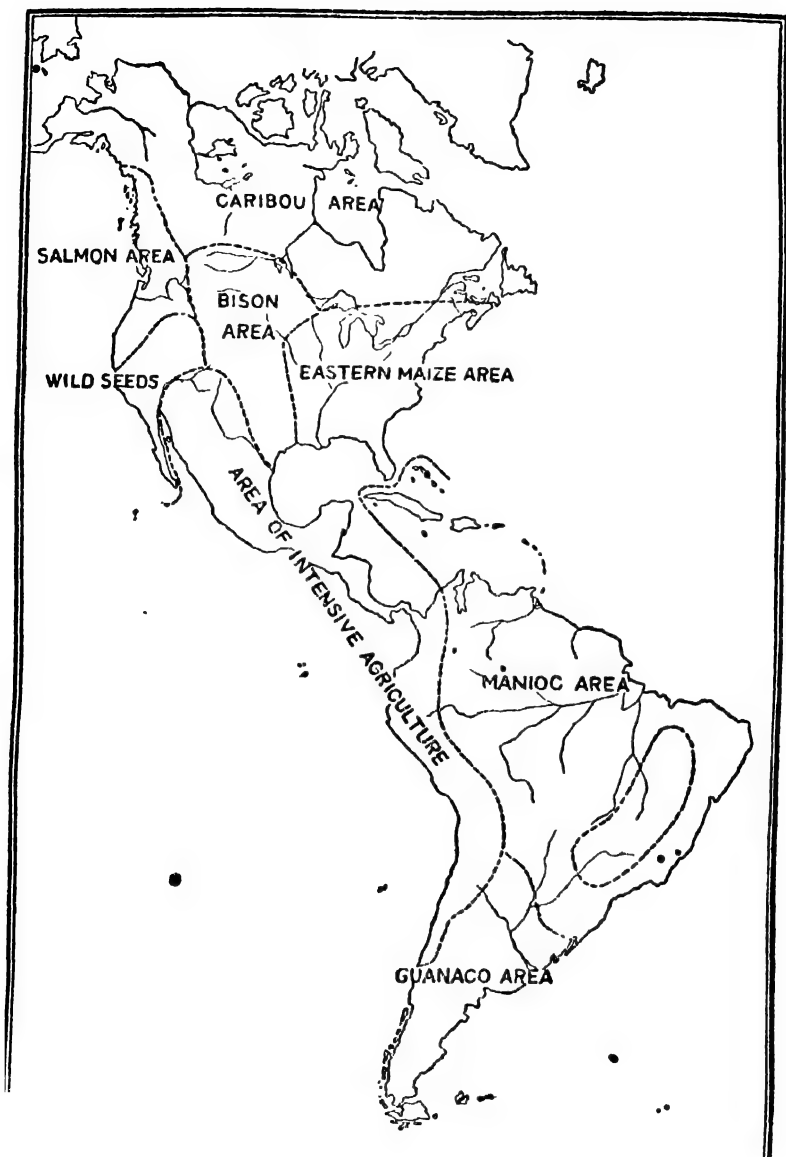 CARIBOU AREA
SALMON AREA
BISON
AREA
EASTERN MAIZE AREA
WILD SEEDS
AREA OF INTENSIVE AGRICULTURE
MANIOC AREA
GUANACO AREA